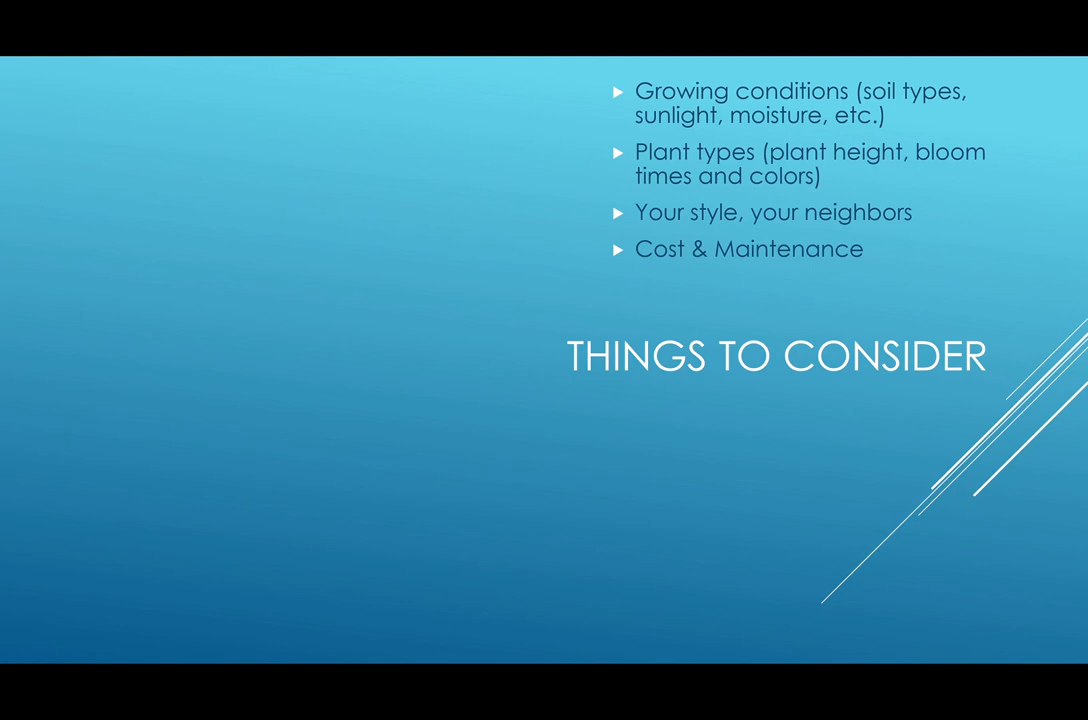 Growing conditions (soil types,
sunlight, moisture, etc.)
Plant types (plant height, bloom
times and colors)
Your style, your neighbors
Cost & Maintenance
THINGS TO CONSIDER